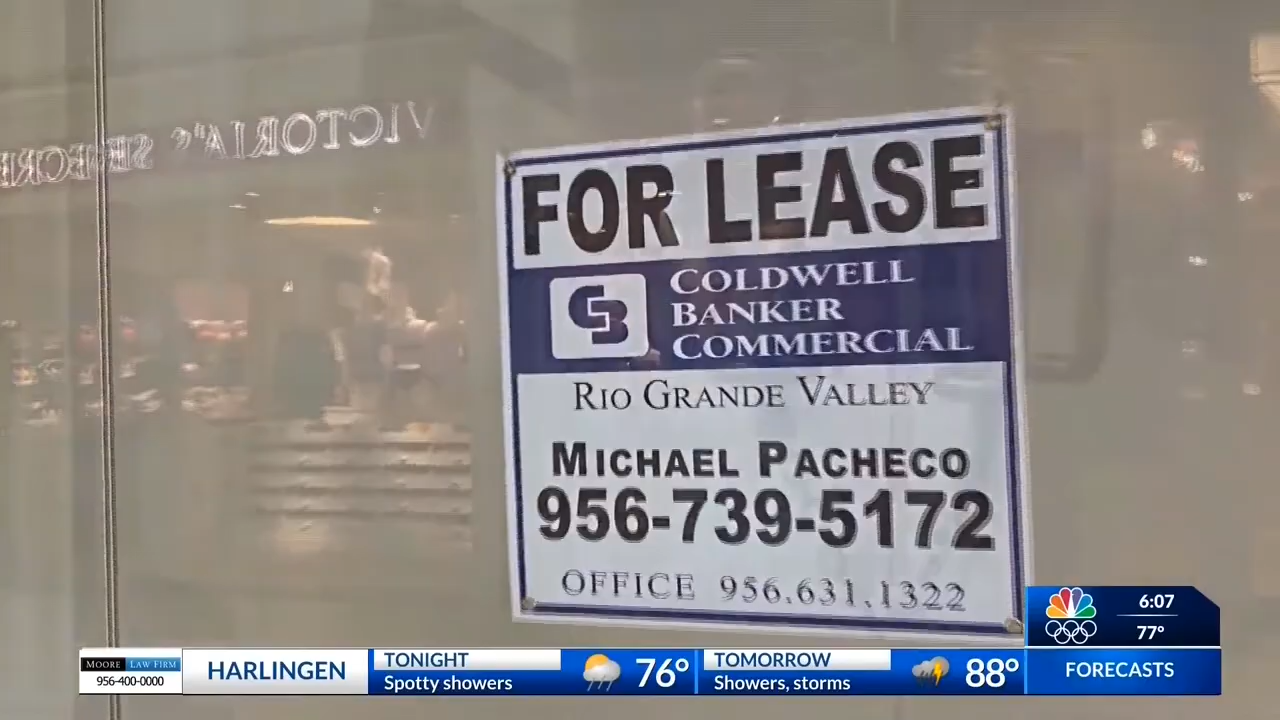 VICTORIA's SECRE
FOR LEASE
CB
COLDWELL
BANKER
COMMERCIAL
RIO GRANDE VALLEY
MICHAEL PACHECO
956-739-5172
OFFICE 956.631.1322
6:07
77°
MOORE LAW FIRM
956-400-0000
HARLINGEN
TONIGHT
Spotty showers
76°
TOMORROW
Showers, storms
88°
FORECASTS